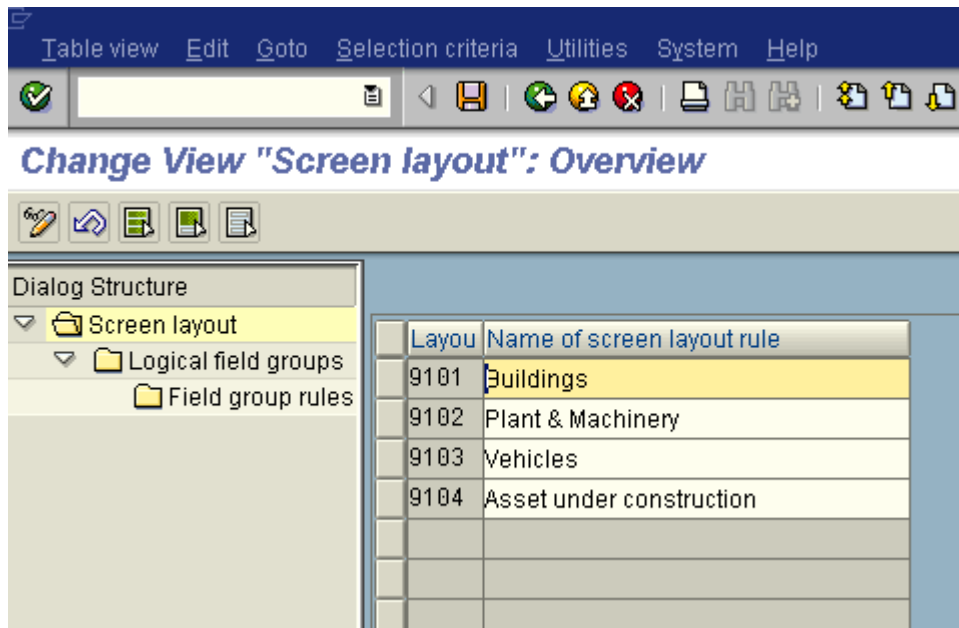 Table view Edit Goto Selection criteria Utilities System Help
Change View "Screen layout": Overview
Dialog Structure
Screen layout
Logical field groups
Field group rules
Layou Name of screen layout rule
9101 Buildings
9102 Plant & Machinery
9103 Vehicles
9104 Asset under construction